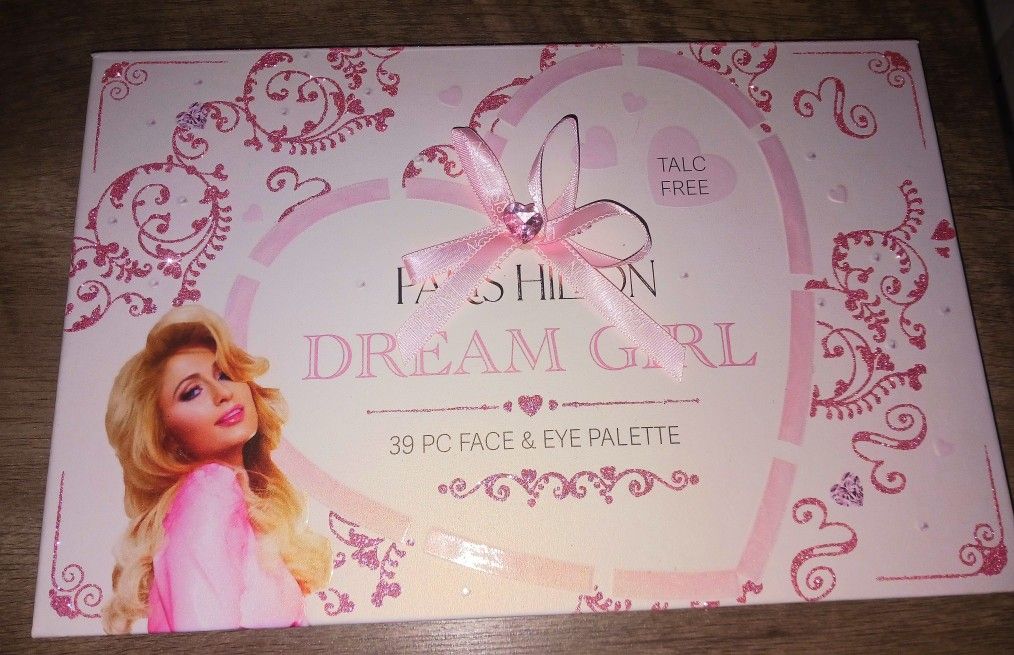 TALC
FREE
PARIS HILTON
DREAM GIRL
39 PC FACE & EYE PALETTE